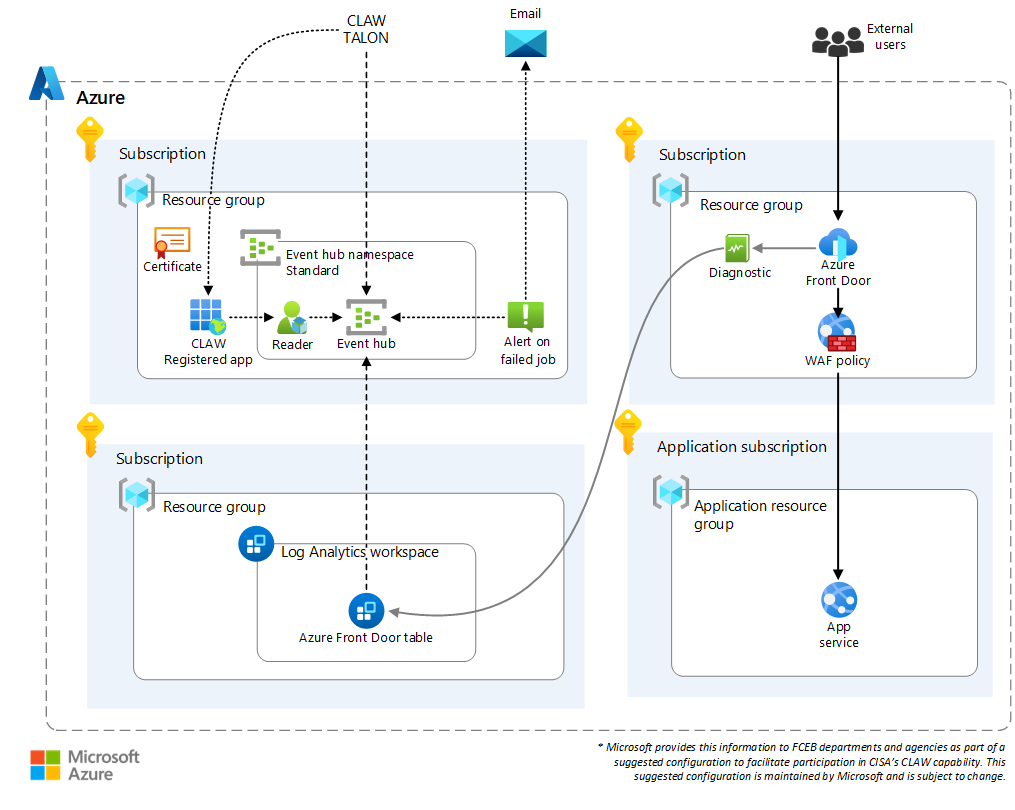 CLAW
TALON
Email
External
users
Azure
Subscription
Resource group
Certificate
Event hub namespace
Standard
CLAW
Registered app
Reader
Event hub
Alert on
failed job
Subscription
Resource group
Diagnostic
Azure
Front Door
WAF policy
Subscription
Resource group
Log Analytics workspace
Azure Front Door table
Application subscription
Application resource
group
App
service
Microsoft
Azure
* Microsoft provides this information to FCEB departments and agencies as part of a
suggested configuration to facilitate participation in CISA's CLAW capability. This
suggested configuration is maintained by Microsoft and is subject to change.